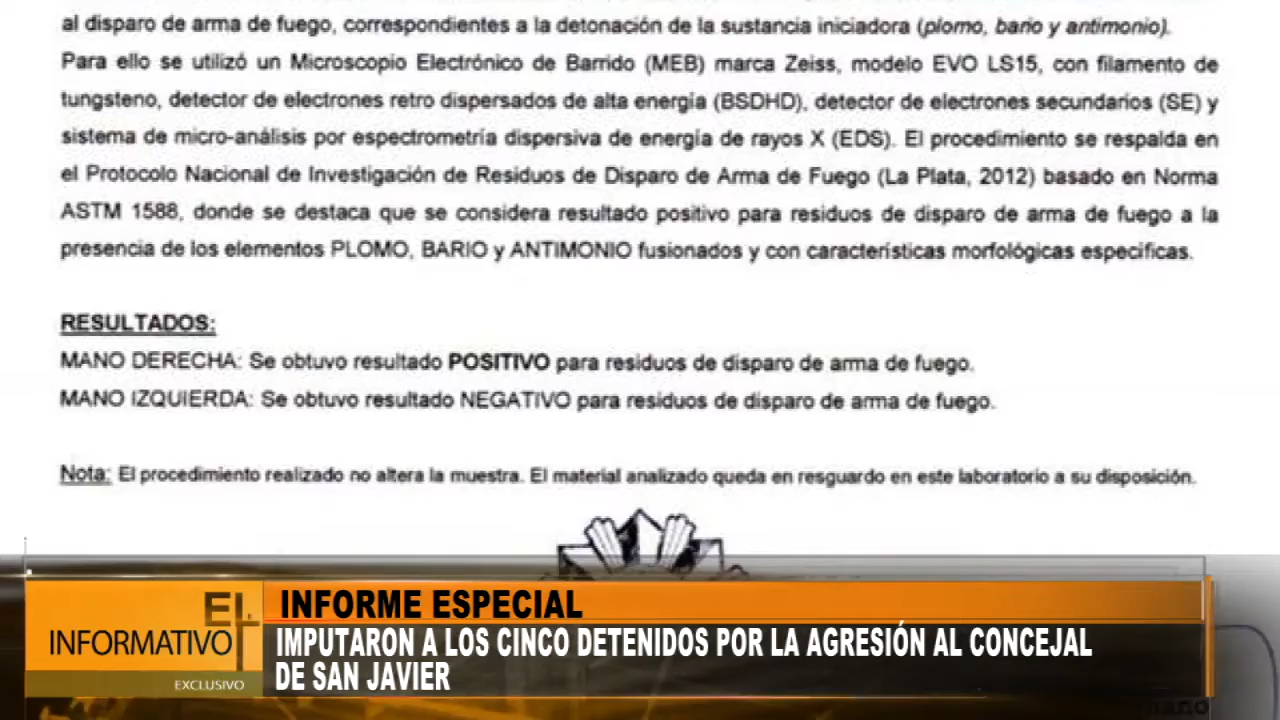 al disparo de arma de fuego, correspondientes a la detonación de la sustancia iniciadora (plomo, bario y antimonio).
Para ello se utilizó un Microscopio Electrónico de Barrido (MEB) marca Zeiss, modelo EVO LS15, con filamento de
tungsteno, detector de electrones retro dispersados de alta energía (BSDHD), detector de electrones secundarios (SE) y
sistema de micro-análisis por espectrometría dispersiva de energía de rayos X (EDS). El procedimiento se respalda en
el Protocolo Nacional de Investigación de Residuos de Disparo de Arma de Fuego (La Plata, 2012) basado en Norma
ASTM 1588, donde se destaca que se considera resultado positivo para residuos de disparo de arma de fuego a la
presencia de los elementos PLOMO, BARIO y ANTIMONIO fusionados y con características morfológicas específicas.
RESULTADOS:
MANO DERECHA: Se obtuvo resultado POSITIVO para residuos de disparo de arma de fuego.
MANO IZQUIERDA: Se obtuvo resultado NEGATIVO para residuos de disparo de arma de fuego.
Nota: El procedimiento realizado no altera la muestra. El material analizado queda en resguardo en este laboratorio a su disposición.
EL
INFORMATIVO
EXCLUSIVO
INFORME ESPECIAL
IMPUTARON A LOS CINCO DETENIDOS POR LA AGRESIÓN AL CONCEJAL
DE SAN JAVIER